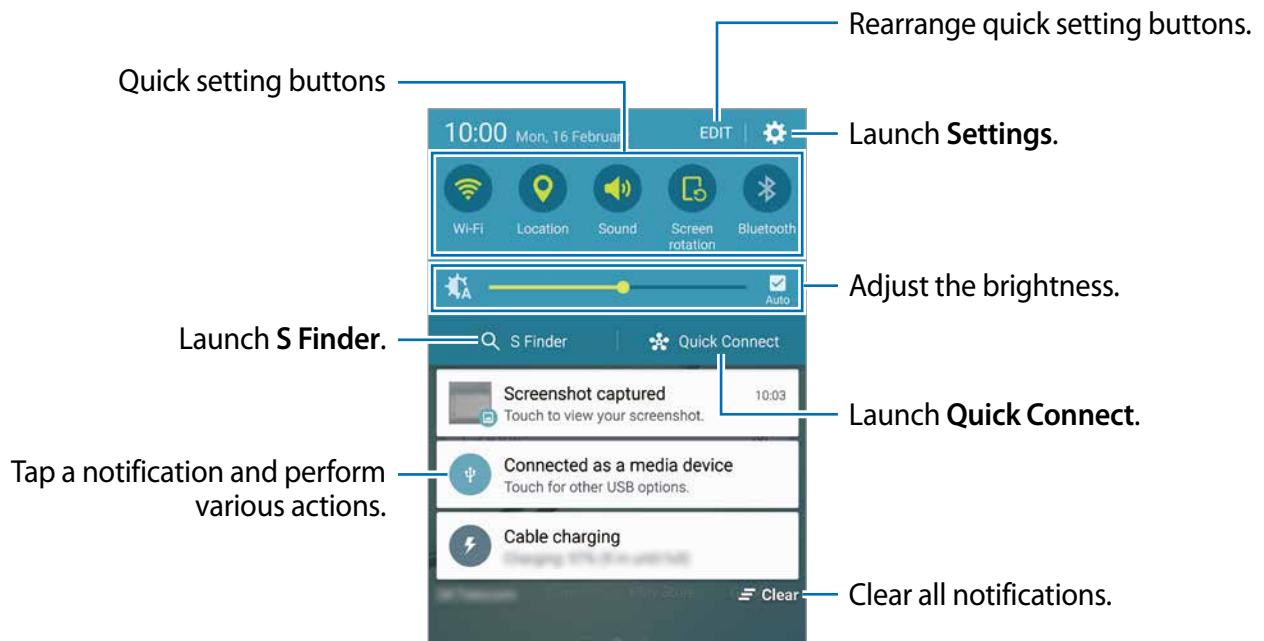 Rearrange quick setting buttons.
Quick setting buttons
10:00 Mon, 16 Februar EDIT
Launch Settings.
Wi-Fi Location Sound Screen rotation Bluetooth
Adjust the brightness.
A
Auto
Launch S Finder.
S Finder Quick Connect
Screenshot captured 10:03
Touch to view your screenshot.
Launch Quick Connect.
Tap a notification and perform
various actions.
Connected as a media device
Touch for other USB options.
Cable charging
Clear
Clear all notifications.